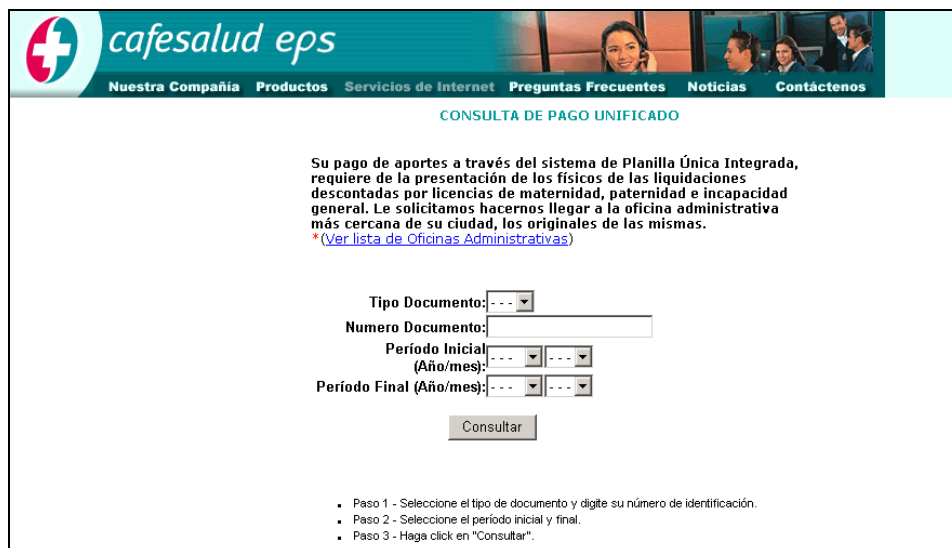 cafesalud eps
Nuestra Compañía Productos Servicios de Internet Preguntas Frecuentes Noticias Contáctenos
CONSULTA DE PAGO UNIFICADO
Su pago de aportes a través del sistema de Planilla Única Integrada,
requiere de la presentación de los físicos de las liquidaciones
descontadas por licencias de maternidad, paternidad e incapacidad
general. Le solicitamos hacernos llegar a la oficina administrativa
más cercana de su ciudad, los originales de las mismas.
*(Ver lista de Oficinas Administrativas)
Tipo Documento: - - -
Numero Documento:
Período Inicial
(Año/mes): - - - - - -
Período Final (Año/mes): - - - - - -
Consultar
Paso 1 - Seleccione el tipo de documento y digite su número de identificación.
Paso 2 - Seleccione el período inicial y final.
Paso 3 - Haga click en "Consultar".